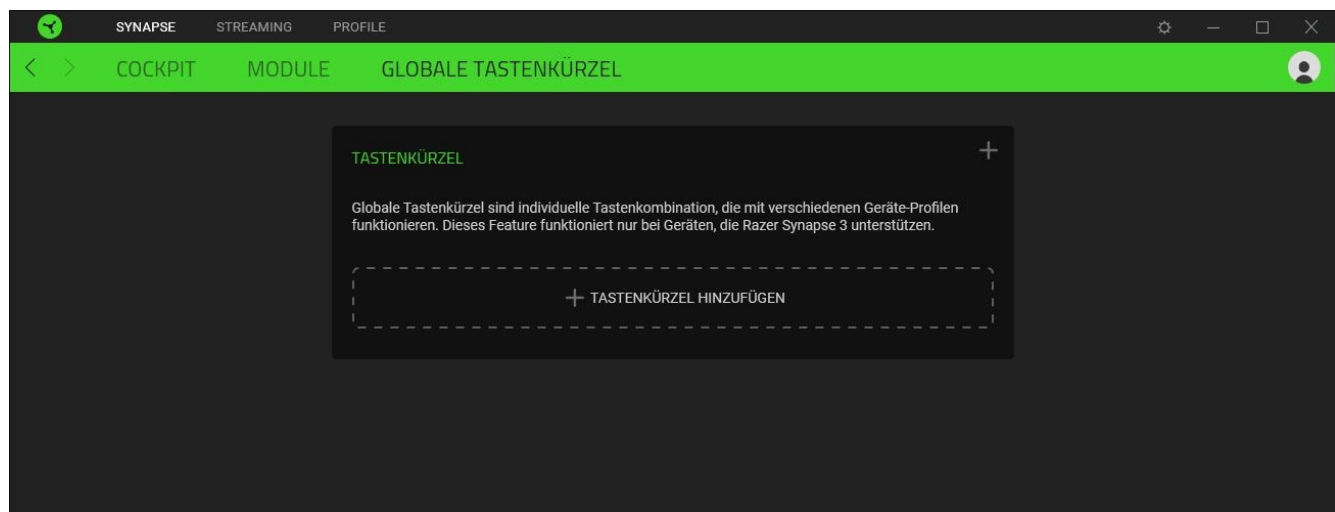 SYNAPSE STREAMING PROFILE
COCKPIT MODULE GLOBALE TASTENKÜRZEL
TASTENKÜRZEL
Globale Tastenkürzel sind individuelle Tastenkombination, die mit verschiedenen Geräte-Profilen
funktionieren. Dieses Feature funktioniert nur bei Geräten, die Razer Synapse 3 unterstützen.
TASTENKÜRZEL HINZUFÜGEN